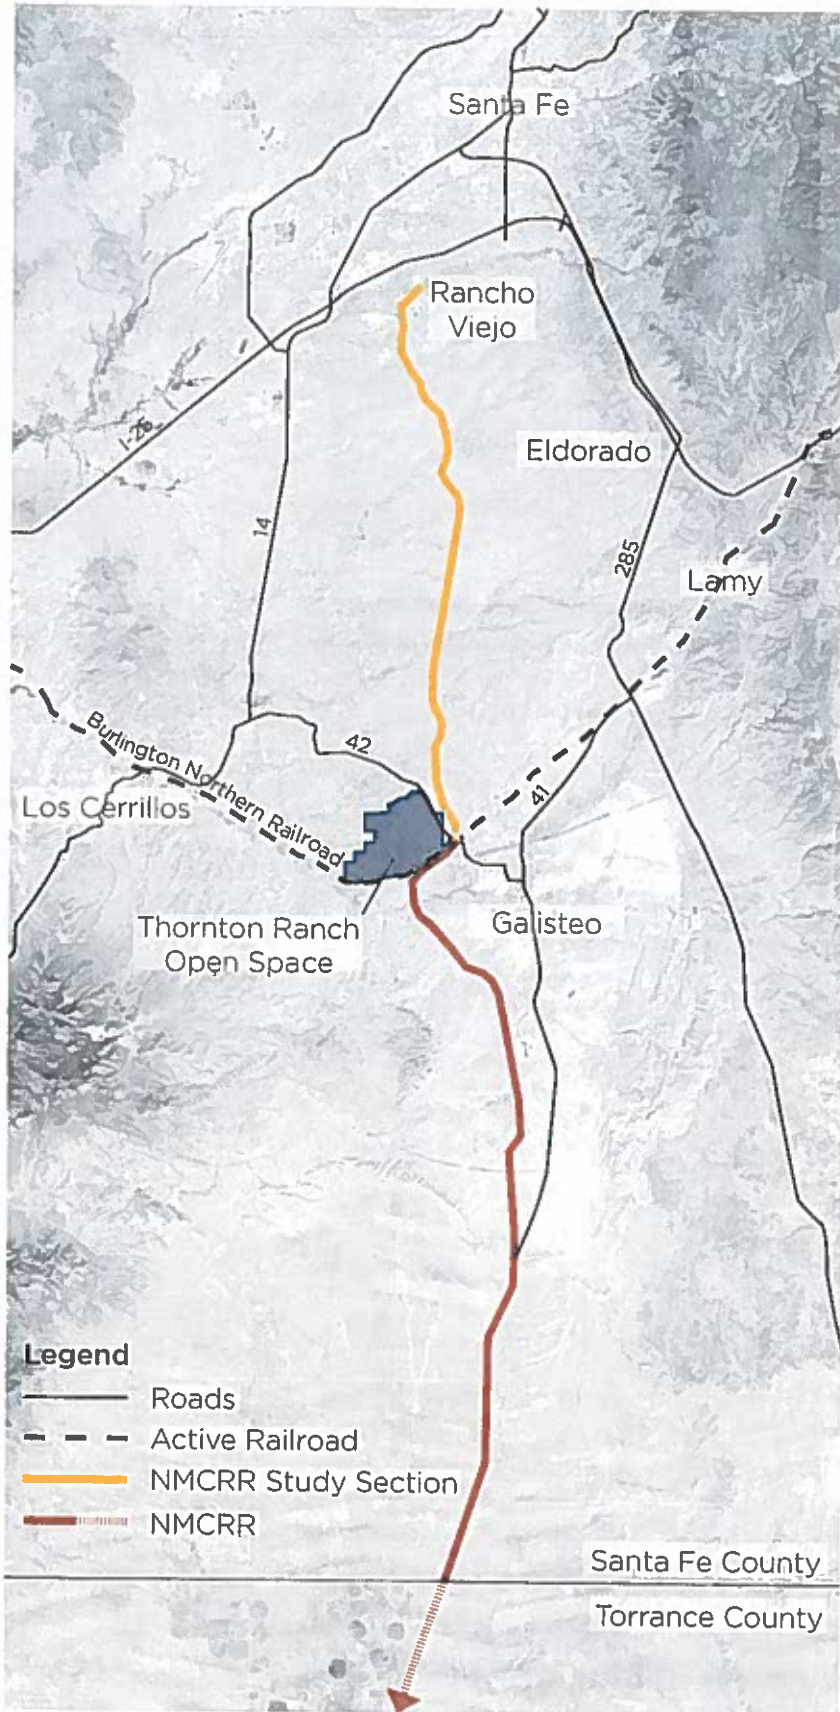 Santa Fe
Rancho
Viejo
I-25
Eldorado
14
285
Lamy
Burlington Northern Railroad
42
41
Los Cerrillos
Thornton Ranch
Open Space
Galisteo
Legend
Roads
Active Railroad
NMCRR Study Section
NMCRR
Santa Fe County
Torrance County